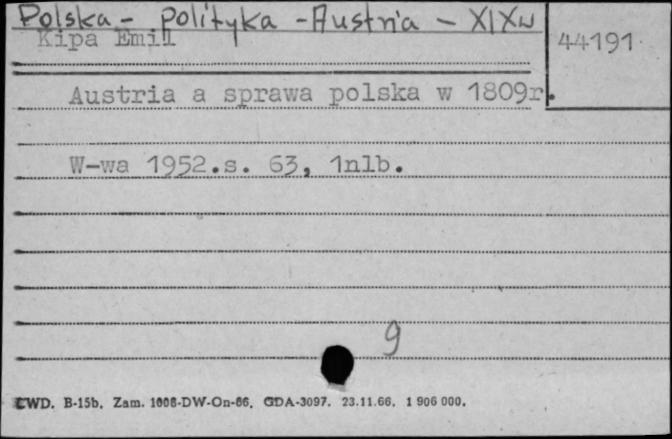 Polska - polityka - Austria - XIXw
Kipa Emil
44191
Austria a sprawa polska w 1809r.
W-wa 1952.s. 63, 1nlb.
9
CWD. B-15b. Zam. 1008-DW-On-66. GDA-3097. 23.11.66. 1 906 000.